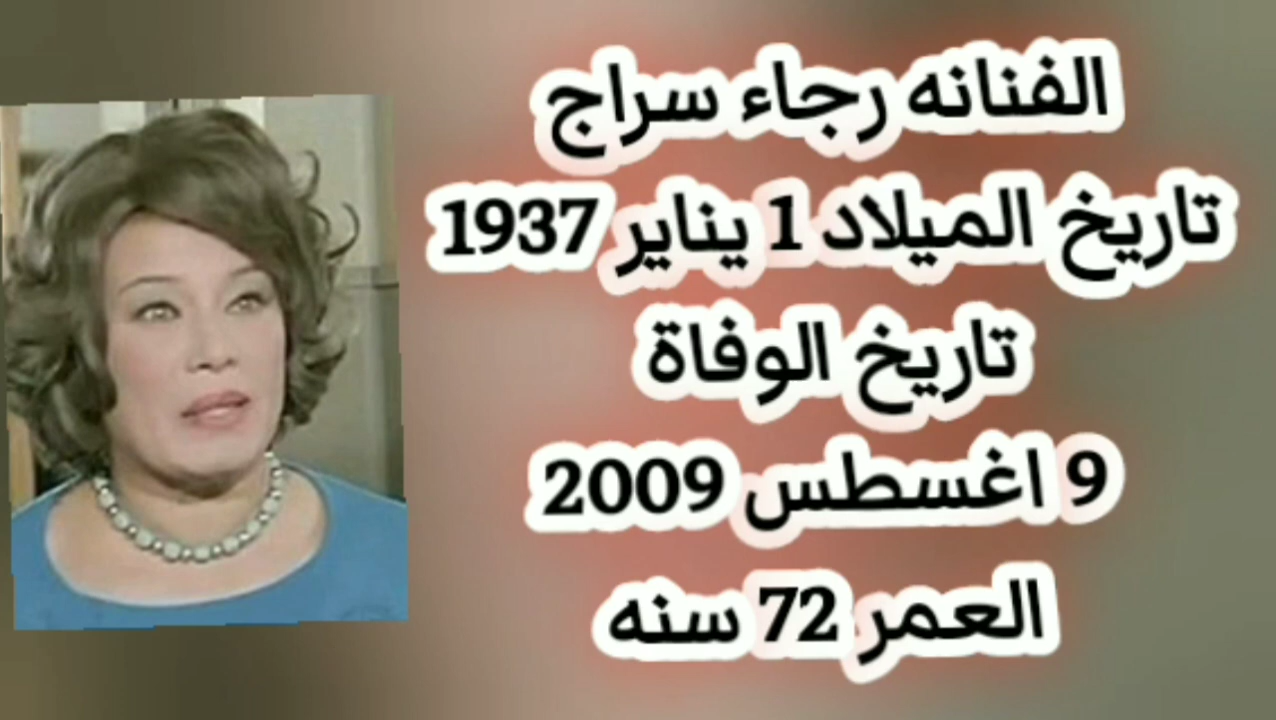 الفنانه رجاء سراج
تاريخ الميلاد 1 يناير 1937
تاريخ الوفاة
9 اغسطس 2009
العمر 72 سنه